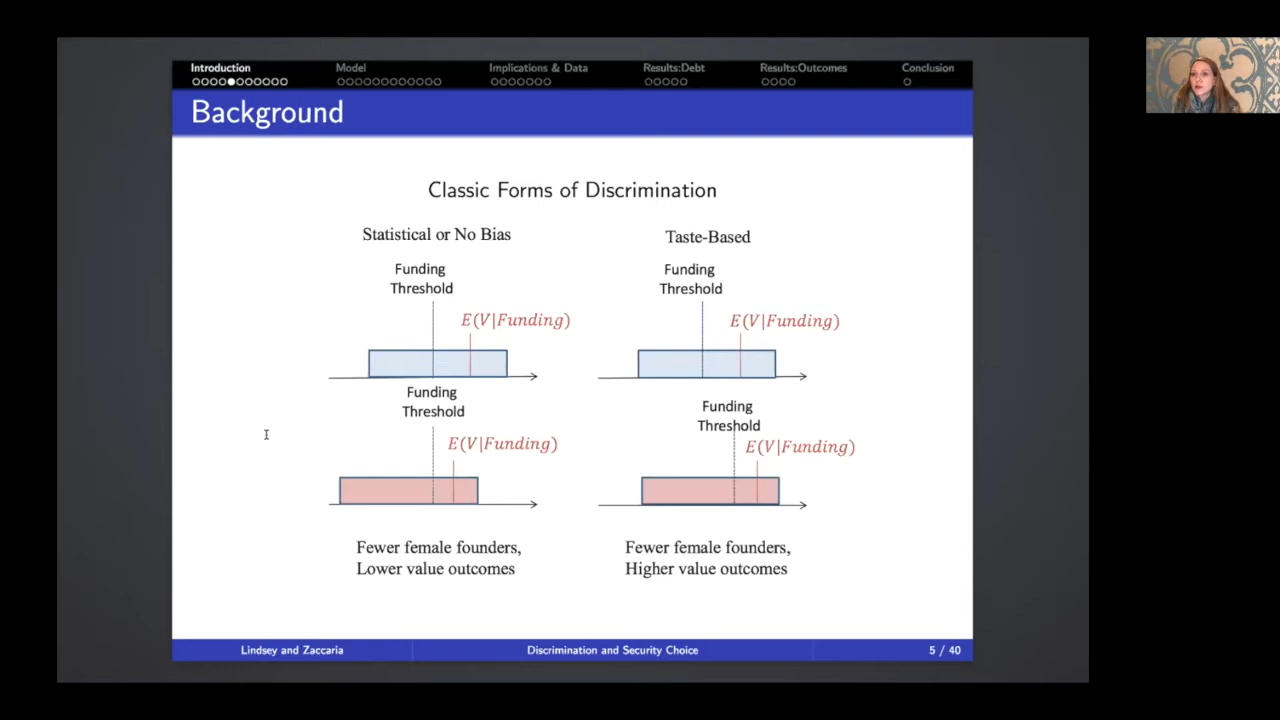 Introduction Model Implications & Data Results:Debt Results:Outcomes Conclusion
Background
Classic Forms of Discrimination
Statistical or No Bias
Funding
Threshold
E(V|Funding)
Funding
Threshold
E(V|Funding)
Fewer female founders,
Lower value outcomes
Taste-Based
Funding
Threshold
E(V|Funding)
Funding
Threshold
E(V|Funding)
Fewer female founders,
Higher value outcomes
Lindsey and Zaccaria Discrimination and Security Choice 5 / 40